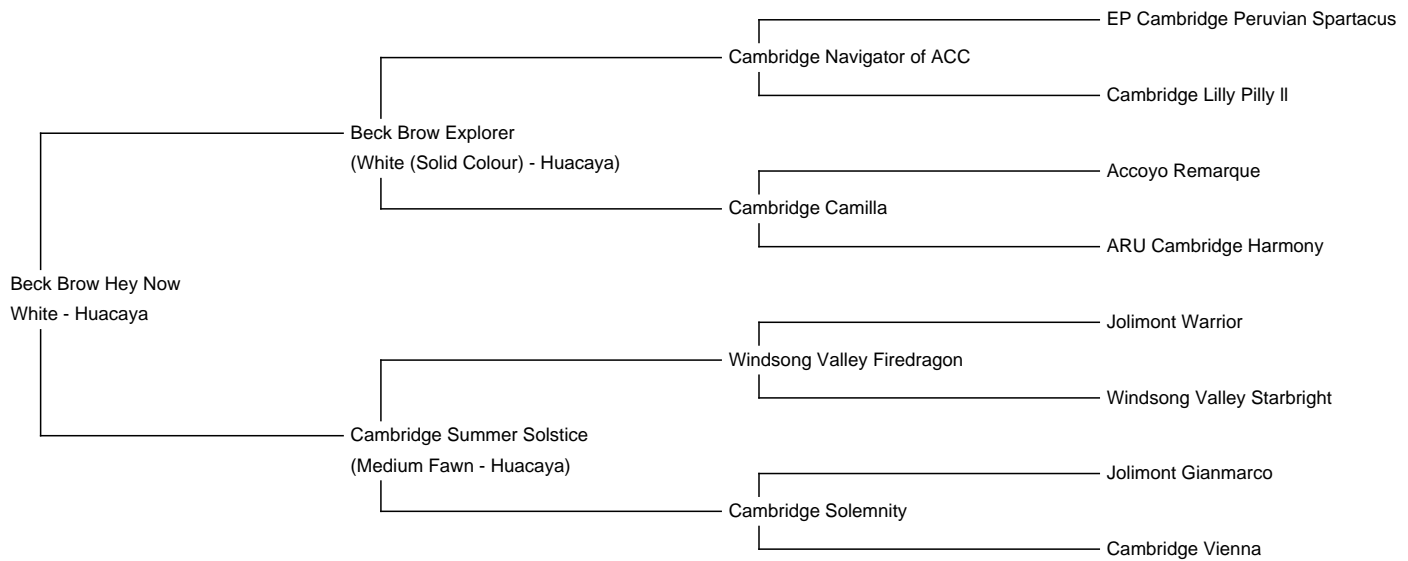 EP Cambridge Peruvian Spartacus
Cambridge Navigator of ACC
Cambridge Lilly Pilly ll
Beck Brow Explorer
(White (Solid Colour) - Huacaya)
Accoyo Remarque
Cambridge Camilla
ARU Cambridge Harmony
Beck Brow Hey Now
White - Huacaya
Jolimont Warrior
Windsong Valley Firedragon
Windsong Valley Starbright
Cambridge Summer Solstice
(Medium Fawn - Huacaya)
Jolimont Gianmarco
Cambridge Solemnity
Cambridge Vienna